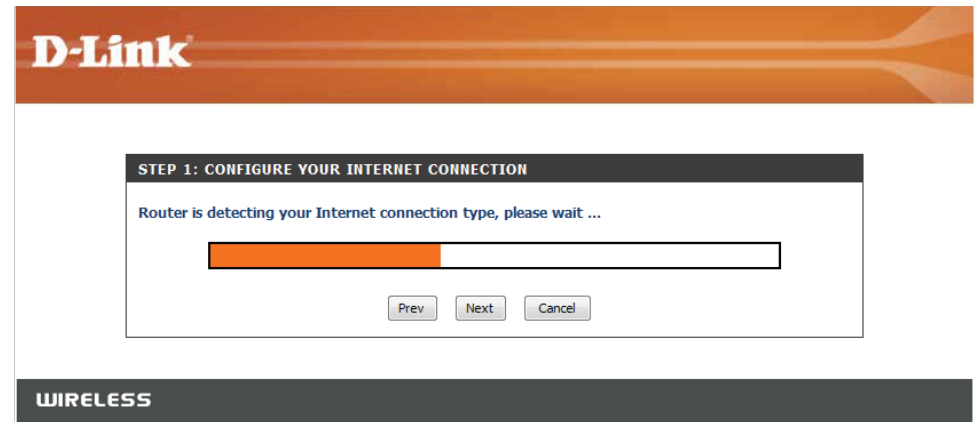 D-Link
STEP 1: CONFIGURE YOUR INTERNET CONNECTION
Router is detecting your Internet connection type, please wait ...
Prev Next Cancel
WIRELESS